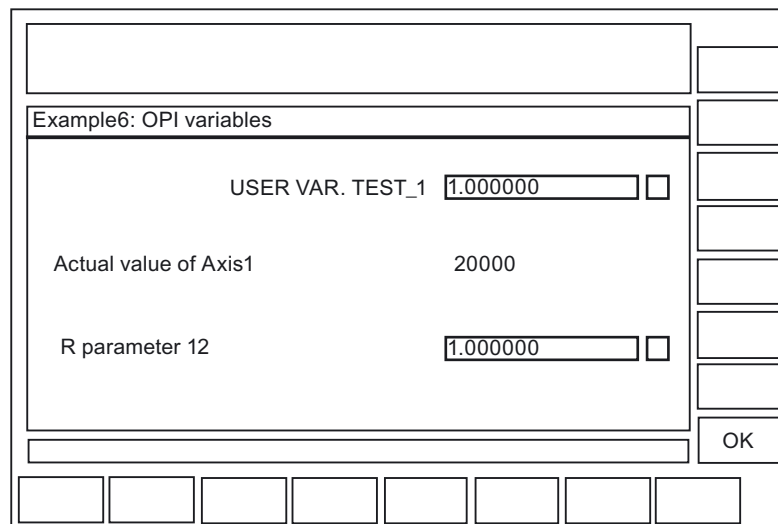 Example6: OPI variables
USER VAR. TEST_1 1.000000
Actual value of Axis1 20000
R parameter 12 1.000000
OK